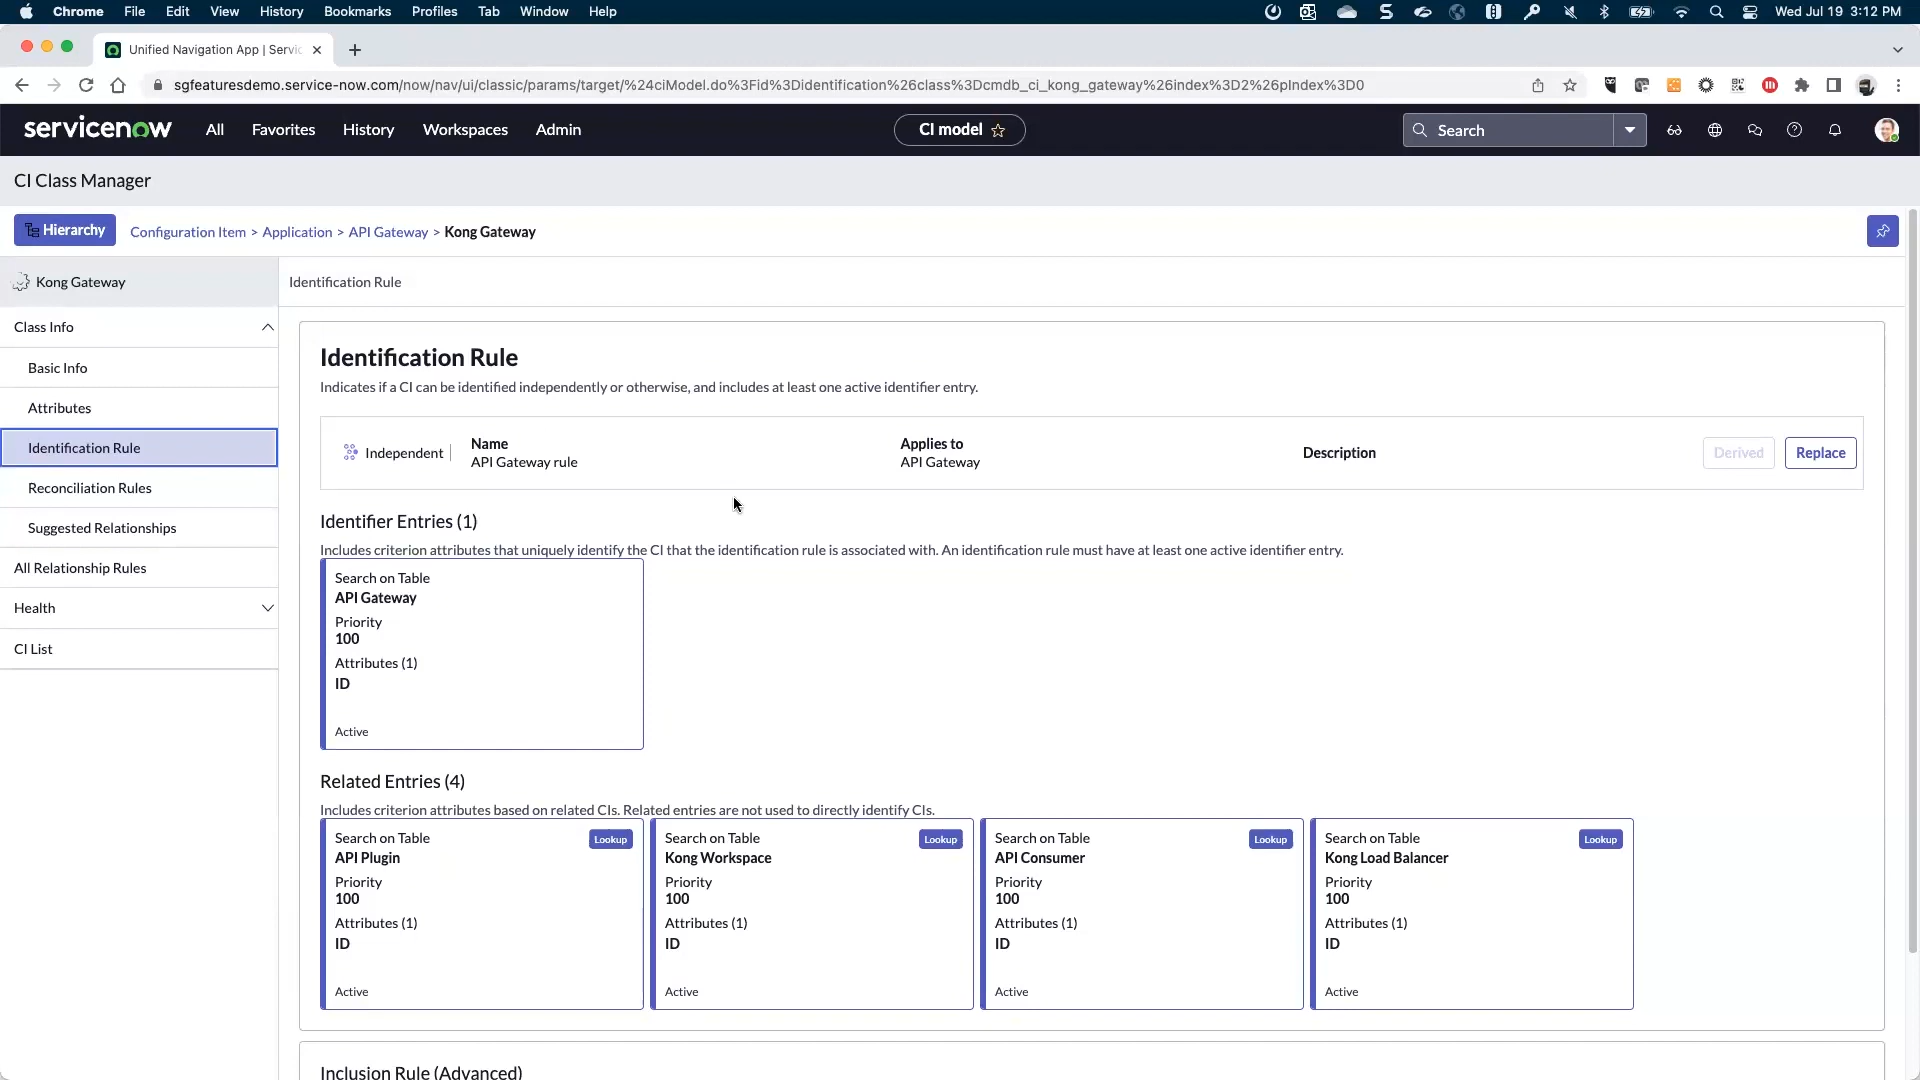 Chrome File Edit View History Bookmarks Profiles Tab Window Help
Wed Jul 19 3:12 PM
Unified Navigation App | Servic
sgfeaturesdemo.service-now.com/now/nav/ui/classic/params/target/%24ciModel.do%3Fid%3Didentification%26class%3Dcmdb_ci_kong_gateway%26index%3D2%26pIndex%3D0
servicenow All Favorites History Workspaces Admin
CI model
Search
CI Class Manager
Hierarchy
Configuration Item > Application > API Gateway > Kong Gateway
Kong Gateway
Class Info
Basic Info
Attributes
Identification Rule
Reconciliation Rules
Suggested Relationships
All Relationship Rules
Health
CI List
Identification Rule
Identification Rule
Indicates if a CI can be identified independently or otherwise, and includes at least one active identifier entry.
Independent
Name
API Gateway rule
Applies to
API Gateway
Description
Derived
Replace
Identifier Entries (1)
Includes criterion attributes that uniquely identify the CI that the identification rule is associated with. An identification rule must have at least one active identifier entry.
Search on Table
API Gateway
Priority
100
Attributes (1)
ID
Active
Related Entries (4)
Includes criterion attributes based on related CIs. Related entries are not used to directly identify CIs.
Search on Table
Lookup
API Plugin
Priority
100
Attributes (1)
ID
Active
Search on Table
Lookup
Kong Workspace
Priority
100
Attributes (1)
ID
Active
Search on Table
Lookup
API Consumer
Priority
100
Attributes (1)
ID
Active
Search on Table
Lookup
Kong Load Balancer
Priority
100
Attributes (1)
ID
Active
Inclusion Rule (Advanced)